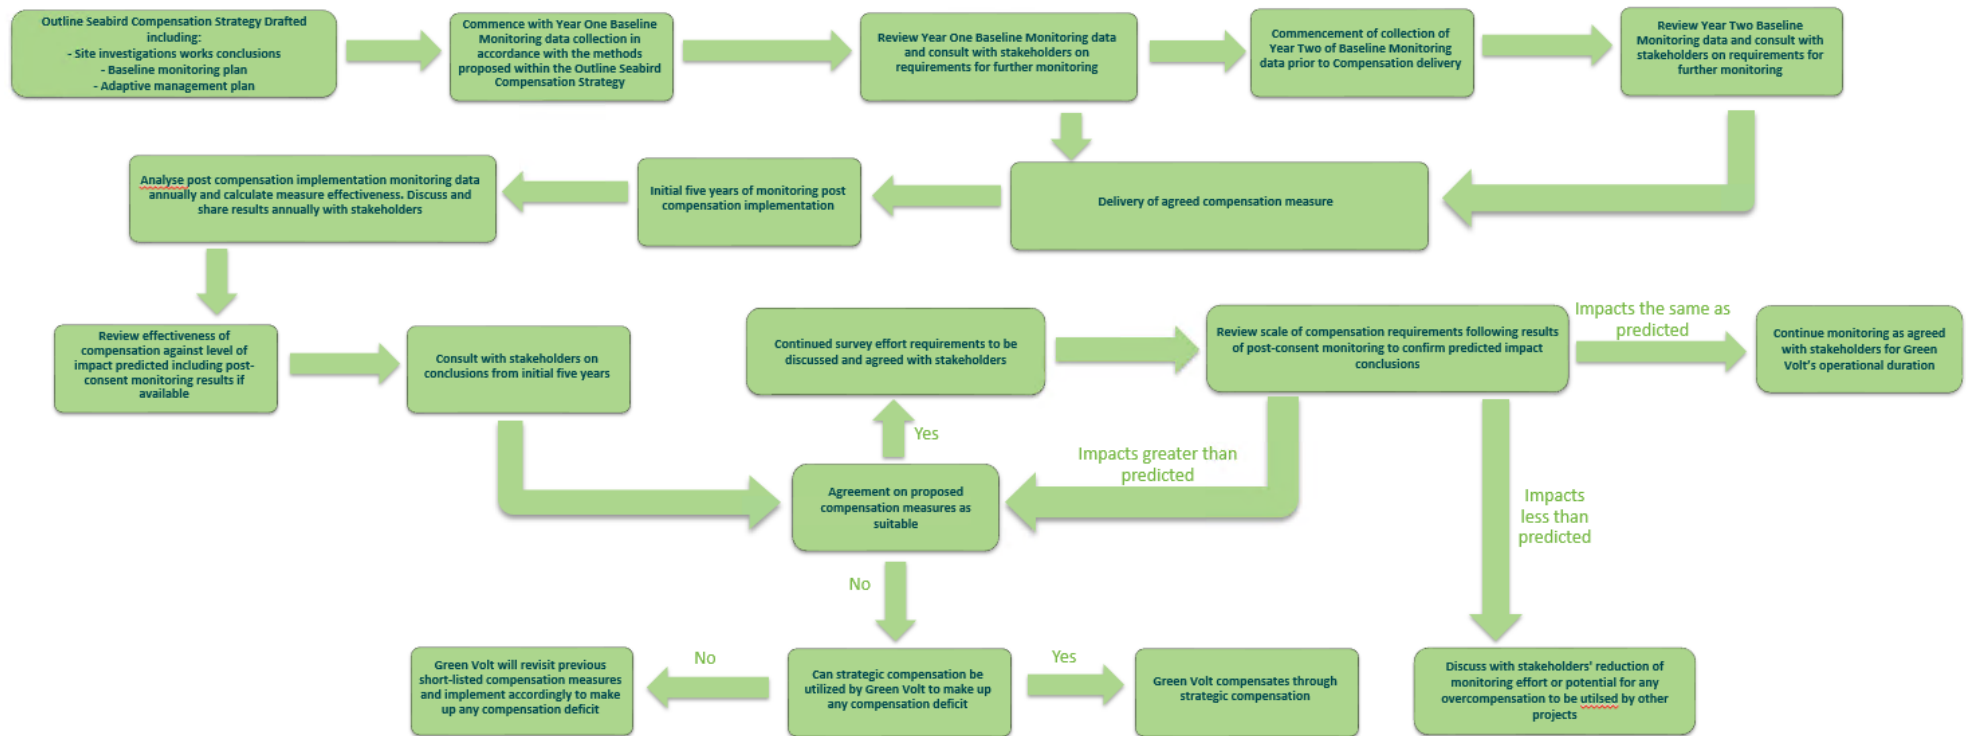 Outline Seabird Compensation Strategy Drafted
including:
- Site investigations works conclusions
- Baseline monitoring plan
- Adaptive management plan
Commence with Year One Baseline
Monitoring data collection in
accordance with the methods
proposed within the Outline Seabird
Compensation Strategy
Review Year One Baseline Monitoring data
and consult with stakeholders on
requirements for further monitoring
Commencement of collection of
Year Two of Baseline Monitoring
data prior to Compensation delivery
Review Year Two Baseline
Monitoring data and consult with
stakeholders on requirements for
further monitoring
Delivery of agreed compensation measure
Initial five years of monitoring post
compensation implementation
Analyse post compensation implementation monitoring data
annually and calculate measure effectiveness. Discuss and
share results annually with stakeholders
Review effectiveness of
compensation against level of
impact predicted including post-
consent monitoring results if
available
Consult with stakeholders on
conclusions from initial five years
Continued survey effort requirements to be
discussed and agreed with stakeholders
Review scale of compensation requirements following results
of post-consent monitoring to confirm predicted impact
conclusions
Impacts the same as
predicted
Continue monitoring as agreed
with stakeholders for Green
Volt's operational duration
Yes
Impacts greater than
predicted
Agreement on proposed
compensation measures as
suitable
Impacts
less than
predicted
No
Green Volt will revisit previous
short-listed compensation measures
and implement accordingly to make
up any compensation deficit
No
Can strategic compensation be
utilized by Green Volt to make up
any compensation deficit
Yes
Green Volt compensates through
strategic compensation
Discuss with stakeholders' reduction of
monitoring effort or potential for any
overcompensation to be utilsed by other
projects